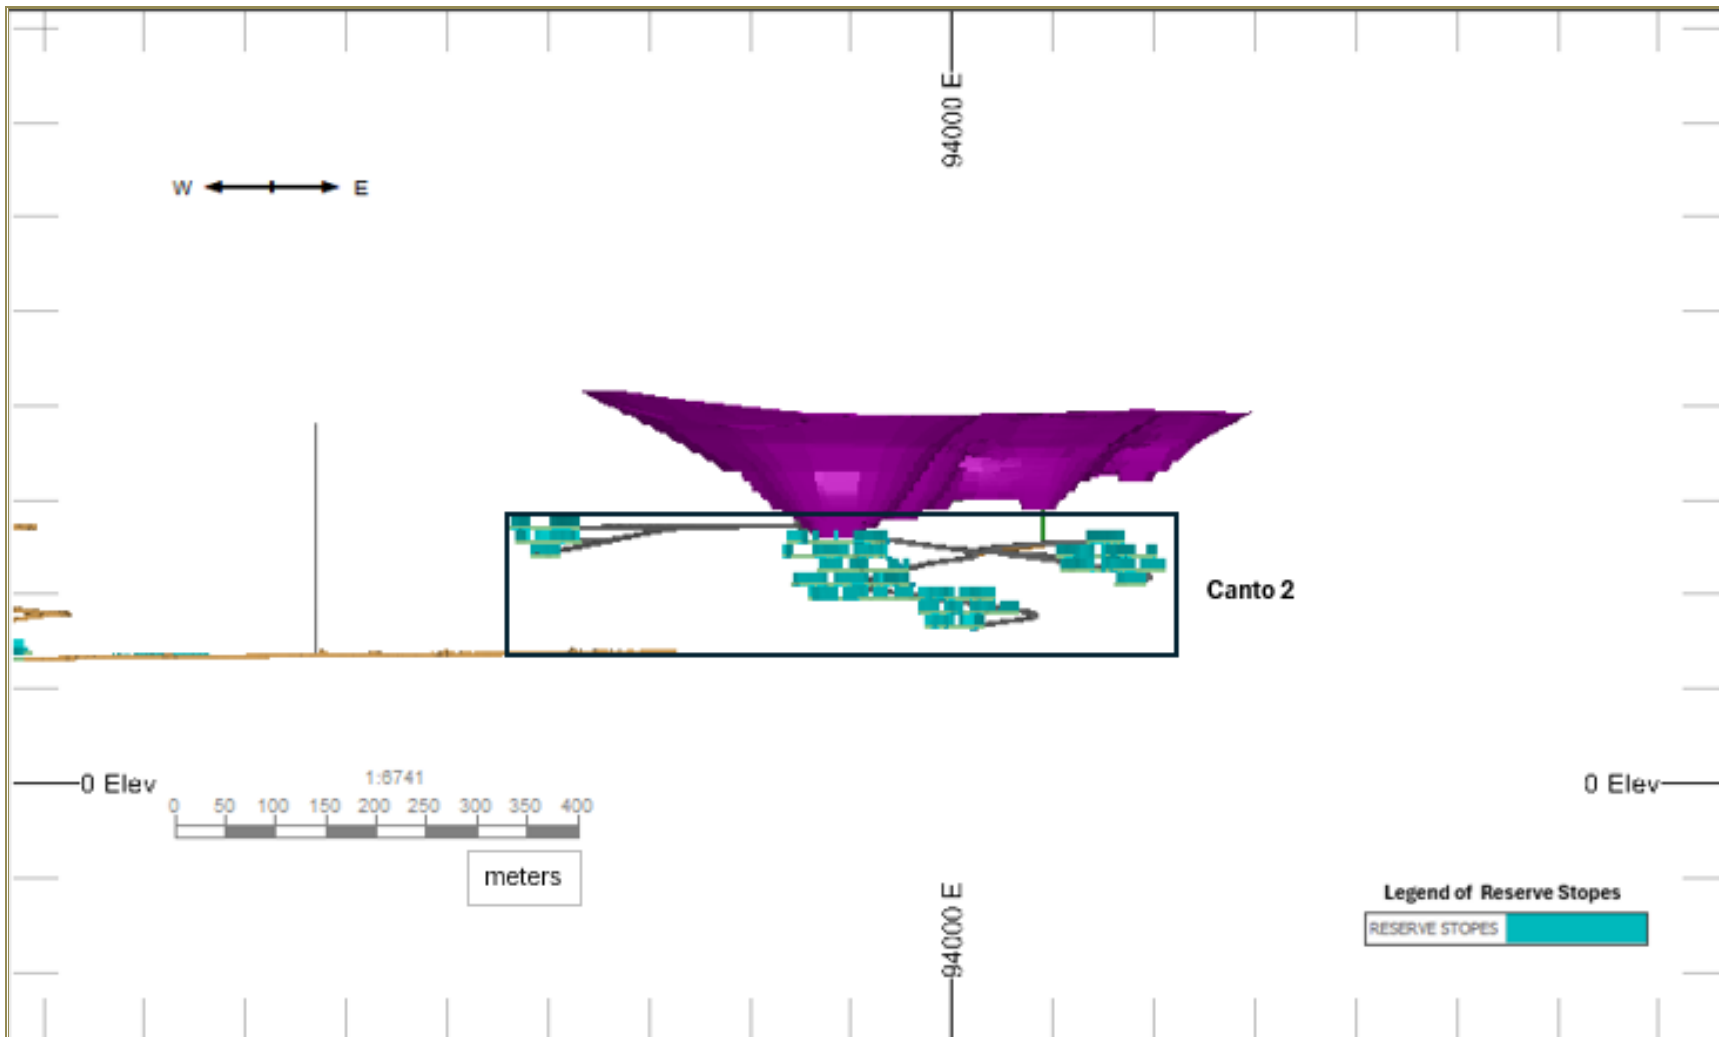 94000 E
W E
Canto 2
0 Elev
0 Elev
1:6741
0 50 100 150 200 250 300 350 400
meters
94000 E
Legend of Reserve Stopes
RESERVE STOPES